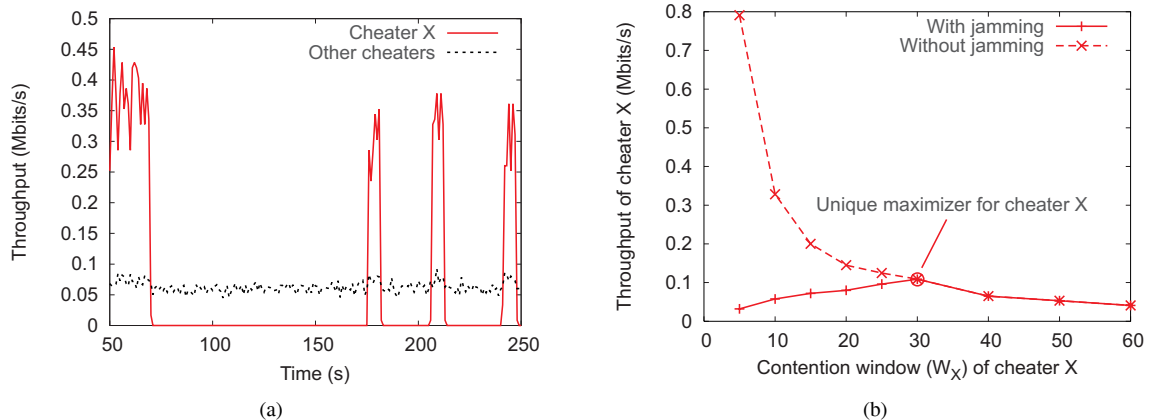 0.5
0.45
0.4
0.35
0.3
0.25
0.2
0.15
0.1
0.05
0
50
100
150
200
250
Throughput (Mbits/s)
Time (s)
Cheater X
Other cheaters
(a)
0.8
0.7
0.6
0.5
0.4
0.3
0.2
0.1
0
0
10
20
30
40
50
60
Throughput of cheater X (Mbits/s)
Contention window (W_X) of cheater X
With jamming
Without jamming
Unique maximizer for cheater X
(b)